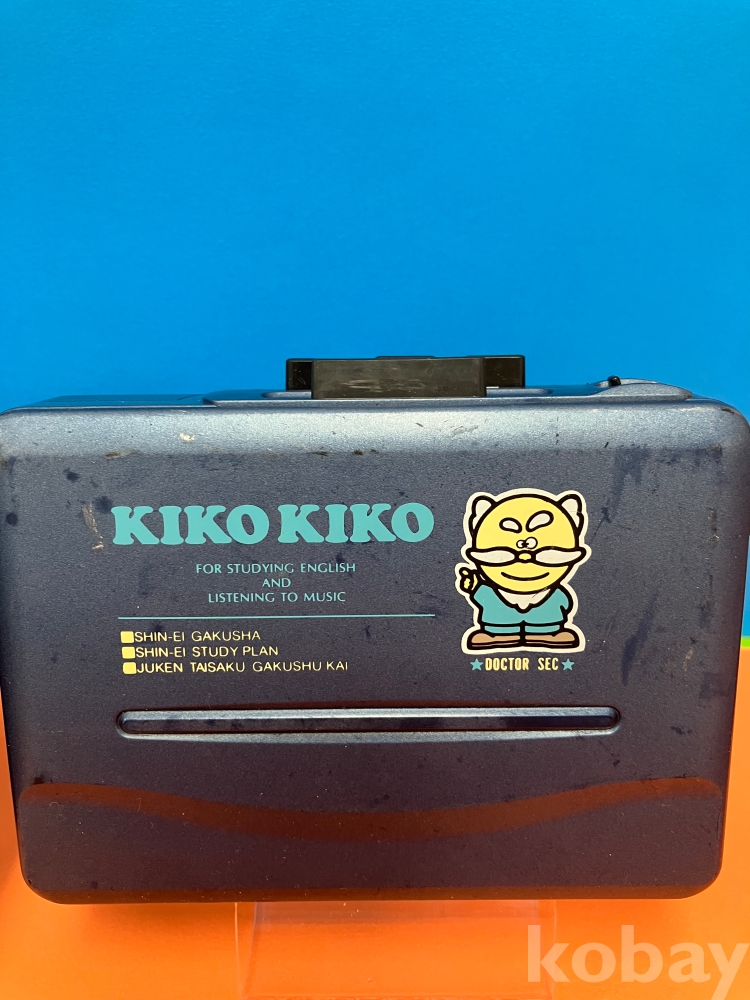 KIKO KIKO
FOR STUDYING ENGLISH
AND
LISTENING TO MUSIC
SHIN-EI GAKUSHA
SHIN-EI STUDY PLAN
JUKEN TAISAKU GAKUSHU KAI
DOCTOR SEC
kobay